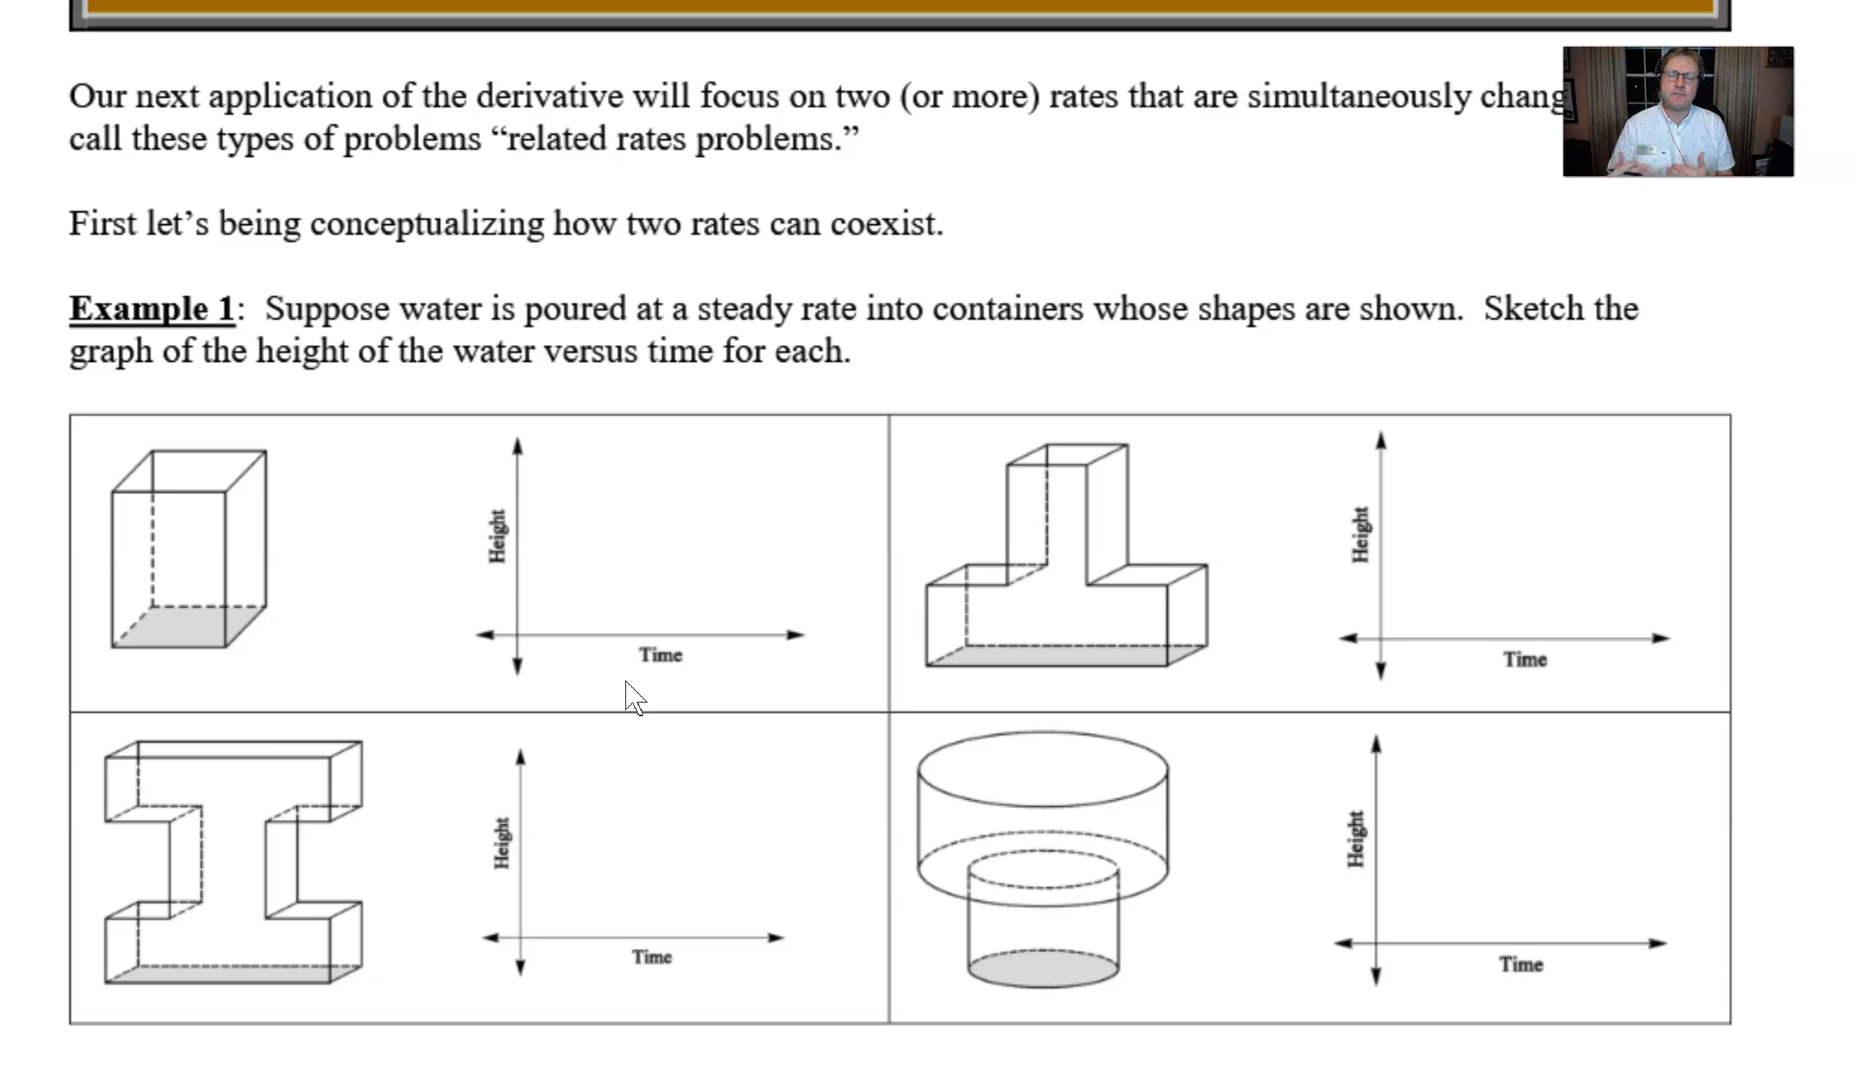 Our next application of the derivative will focus on two (or more) rates that are simultaneously chang
call these types of problems “related rates problems.”
First let’s being conceptualizing how two rates can coexist.
Example 1: Suppose water is poured at a steady rate into containers whose shapes are shown. Sketch the
graph of the height of the water versus time for each.
Height
Time
Height
Time
Height
Time
Height
Time